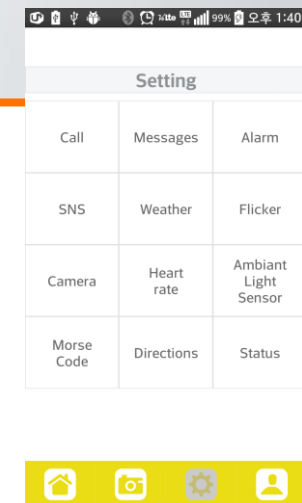 99% 오후 1:40
Setting
Call Messages Alarm
SNS Weather Flicker
Camera Heart rate Ambiant Light Sensor
Morse Code Directions Status